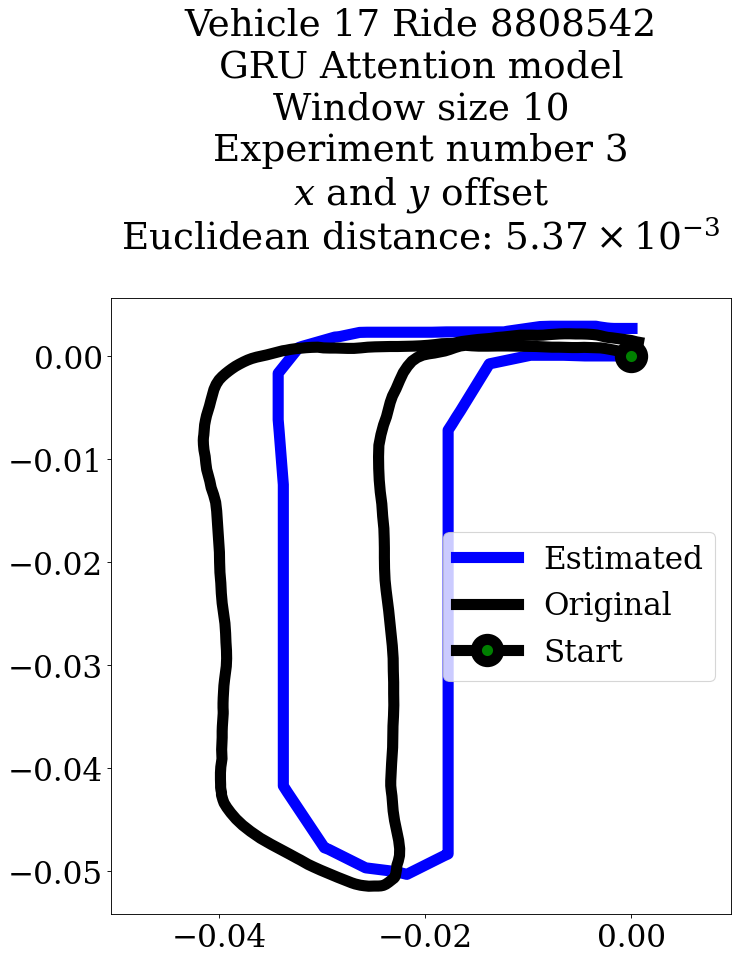 Vehicle 17 Ride 8808542
GRU Attention model
Window size 10
Experiment number 3
x and y offset
Euclidean distance: 5.37 × 10⁻³
0.00
−0.01
−0.02
−0.03
−0.04
−0.05
Estimated
Original
Start
−0.04
−0.02
0.00